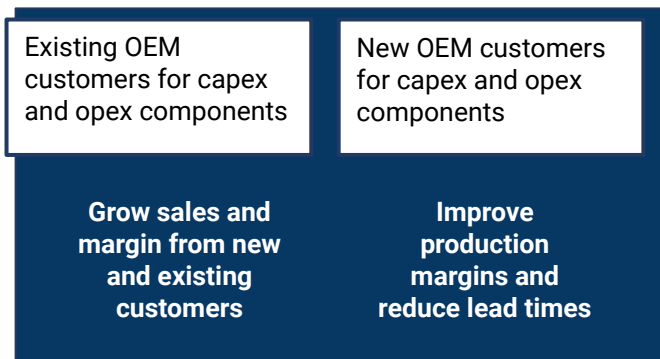 Existing OEM
customers for capex
and opex components
New OEM customers
for capex and opex
components
Grow sales and
margin from new
and existing
customers
Improve
production
margins and
reduce lead times